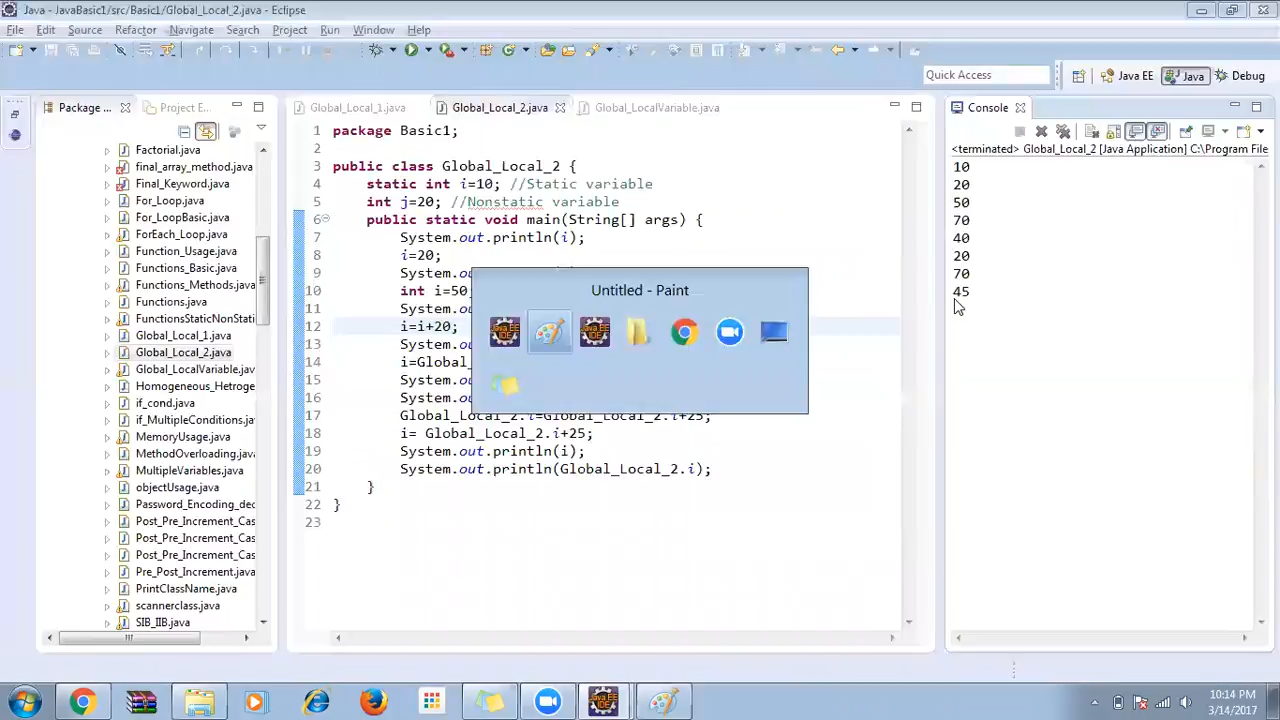 Java - JavaBasic1/src/Basic1/Global_Local_2.java - Eclipse
File Edit Source Refactor Navigate Search Project Run Window Help
Quick Access
Java EE
Java
Debug
Package ...
Project E...
Global_Local_1.java
Global_Local_2.java
Global_LocalVariable.java
Console
<terminated> Global_Local_2 [Java Application] C:\Program File
Factorial.java
final_array_method.java
Final_Keyword.java
For_Loop.java
For_LoopBasic.java
ForEach_Loop.java
Function_Usage.java
Functions_Basic.java
Functions_Methods.java
Functions.java
FunctionsStaticNonStati
Global_Local_1.java
Global_Local_2.java
Global_LocalVariable.java
Homogeneous_Hetroge
if_cond.java
if_MultipleConditions.java
MemoryUsage.java
MethodOverloading.java
MultipleVariables.java
objectUsage.java
Password_Encoding_dec
Post_Pre_Increment_Cas
Post_Pre_Increment_Cas
Post_Pre_Increment_Cas
Pre_Post_Increment.java
PrintClassName.java
scannerclass.java
SIB_IIB.java
1 package Basic1;
2
3 public class Global_Local_2 {
4 static int i=10; //Static variable
5 int j=20; //Nonstatic variable
6 public static void main(String[] args) {
7 System.out.println(i);
8 i=20;
9 System.ou
10 int i=50
11 System.ou
12 i=i+20;
13 System.ou
14 i=Global_
15 System.ou
16 System.ou
17 Global_Local_2.i=Global_Local_2.i+25;
18 i= Global_Local_2.i+25;
19 System.out.println(i);
20 System.out.println(Global_Local_2.i);
21 }
22 }
23
Untitled - Paint
10
20
50
70
40
20
70
45
10:14 PM
3/14/2017